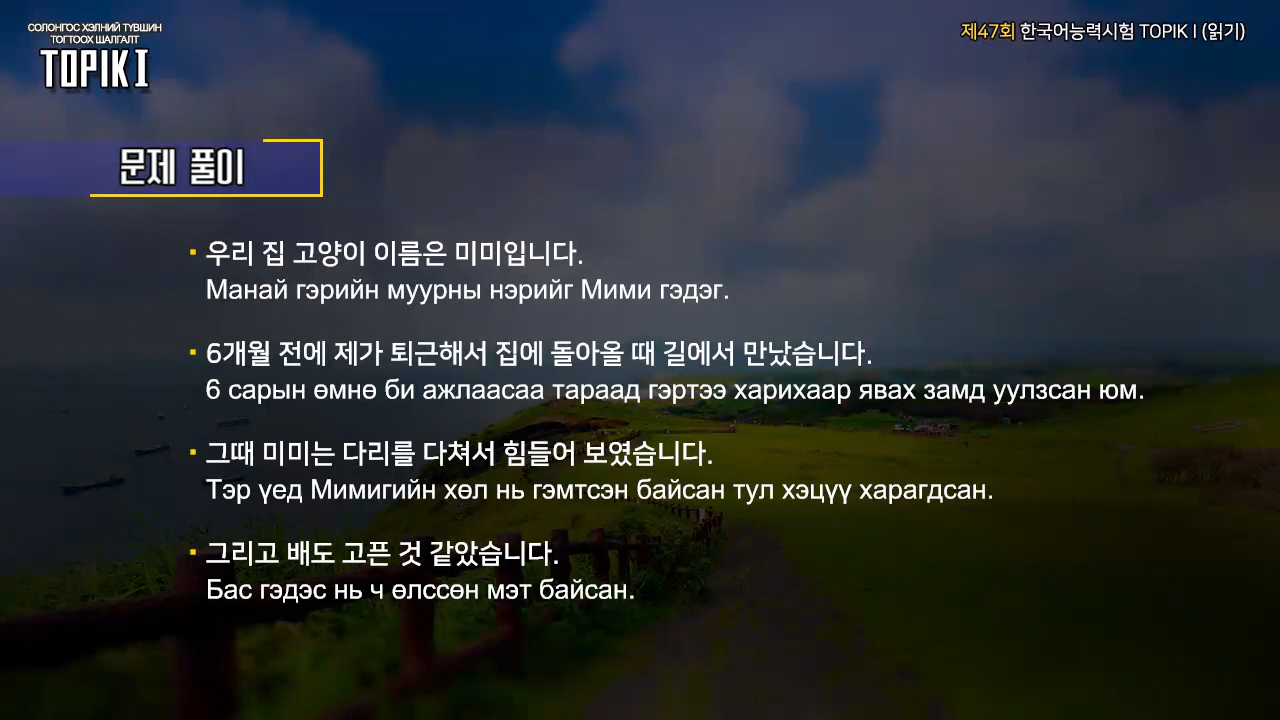 СОЛОНГОС ХЭЛНИЙ ТҮВШИН
ТОГТООХ ШАЛГАЛТ
TOPIK I
제47회 한국어능력시험 TOPIK I (읽기)
문제 풀이
우리 집 고양이 이름은 미미입니다.
Манай гэрийн муурны нэрийг Мими гэдэг.
6개월 전에 제가 퇴근해서 집에 돌아올 때 길에서 만났습니다.
6 сарын өмнө би ажлаасаа тараад гэртээ харихаар явах замд уулзсан юм.
그때 미미는 다리를 다쳐서 힘들어 보였습니다.
Тэр үед Мимигийн хөл нь гэмтсэн байсан тул хэцүү харагдсан.
그리고 배도 고픈 것 같았습니다.
Бас гэдэс нь ч өлссөн мэт байсан.